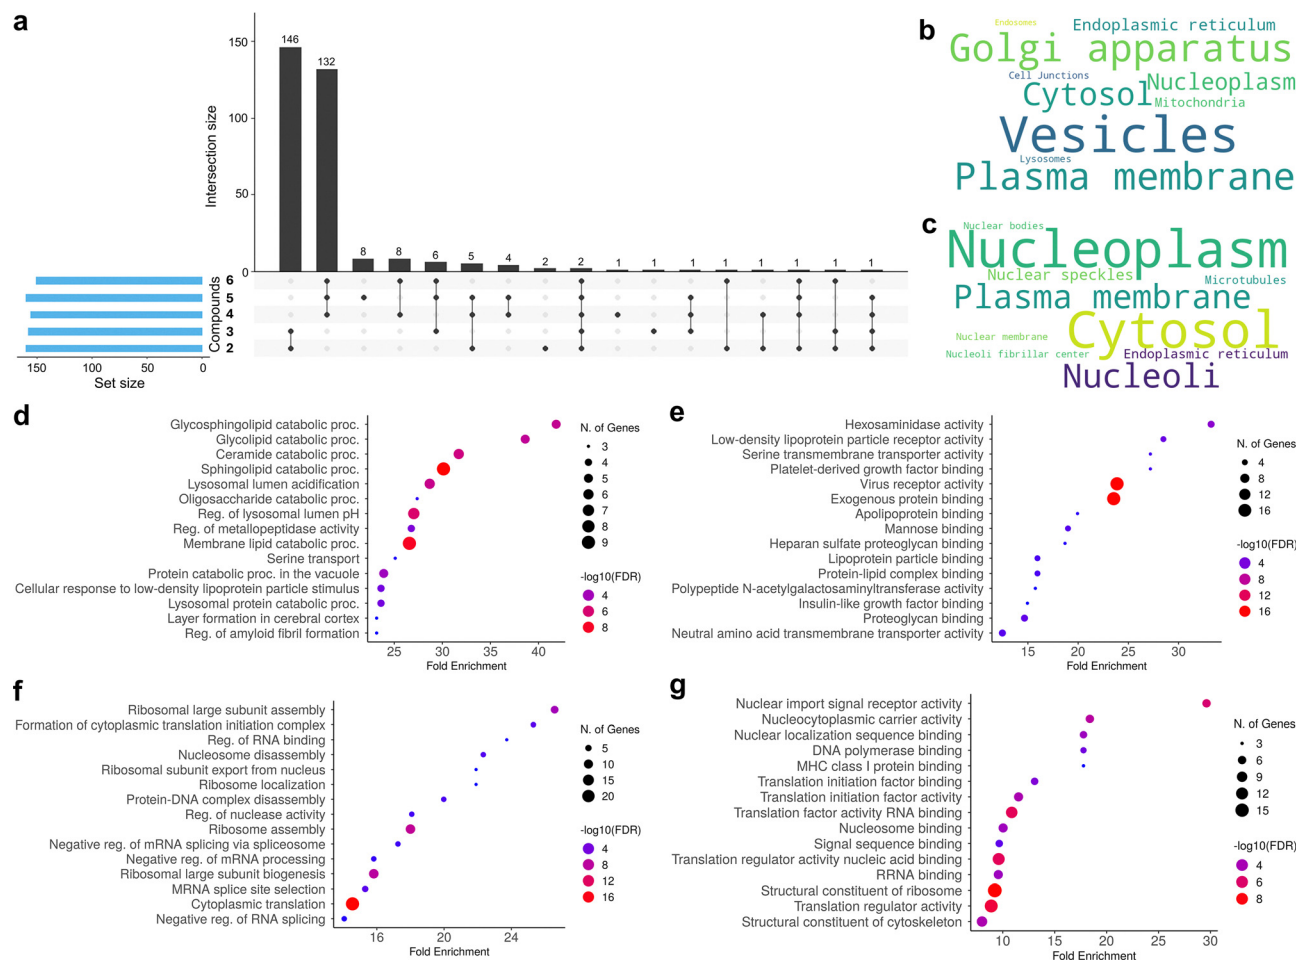 a
Intersection size
150
100
50
0
146
132
8
8
6
5
4
2
2
1
1
1
1
1
1
1
1
Compounds
6
5
4
3
2
150
100
50
0
Set size
b
Endosomes
Endoplasmic reticulum
Golgi apparatus
Cell Junctions
Nucleoplasm
Cytosol
Mitochondria
Vesicles
Lysosomes
Plasma membrane
c
Nuclear bodies
Nucleoplasm
Nuclear speckles
Microtubules
Plasma membrane
Cytosol
Nuclear membrane
Nucleoli fibrillar center
Endoplasmic reticulum
Nucleoli
d
Glycosphingolipid catabolic proc.
Glycolipid catabolic proc.
Ceramide catabolic proc.
Sphingolipid catabolic proc.
Lysosomal lumen acidification
Oligosaccharide catabolic proc.
Reg. of lysosomal lumen pH
Reg. of metallopeptidase activity
Membrane lipid catabolic proc.
Serine transport
Protein catabolic proc. in the vacuole
Cellular response to low-density lipoprotein particle stimulus
Lysosomal protein catabolic proc.
Layer formation in cerebral cortex
Reg. of amyloid fibril formation
25
30
35
40
Fold Enrichment
N. of Genes
3
4
5
6
7
8
9
-log10(FDR)
4
6
8
e
Hexosaminidase activity
Low-density lipoprotein particle receptor activity
Serine transmembrane transporter activity
Platelet-derived growth factor binding
Virus receptor activity
Exogenous protein binding
Apolipoprotein binding
Mannose binding
Heparan sulfate proteoglycan binding
Lipoprotein particle binding
Protein-lipid complex binding
Polypeptide N-acetylgalactosaminyltransferase activity
Insulin-like growth factor binding
Proteoglycan binding
Neutral amino acid transmembrane transporter activity
15
20
25
30
Fold Enrichment
N. of Genes
4
8
12
16
-log10(FDR)
4
8
12
16
f
Ribosomal large subunit assembly
Formation of cytoplasmic translation initiation complex
Reg. of RNA binding
Nucleosome disassembly
Ribosomal subunit export from nucleus
Ribosome localization
Protein-DNA complex disassembly
Reg. of nuclease activity
Ribosome assembly
Negative reg. of mRNA splicing via spliceosome
Negative reg. of mRNA processing
Ribosomal large subunit biogenesis
MRNA splice site selection
Cytoplasmic translation
Negative reg. of RNA splicing
16
20
24
Fold Enrichment
N. of Genes
5
10
15
20
-log10(FDR)
4
8
12
16
g
Nuclear import signal receptor activity
Nucleocytoplasmic carrier activity
Nuclear localization sequence binding
DNA polymerase binding
MHC class I protein binding
Translation initiation factor binding
Translation initiation factor activity
Translation factor activity RNA binding
Nucleosome binding
Signal sequence binding
Translation regulator activity nucleic acid binding
RRNA binding
Structural constituent of ribosome
Translation regulator activity
Structural constituent of cytoskeleton
10
15
20
25
30
Fold Enrichment
N. of Genes
3
6
9
12
15
-log10(FDR)
4
6
8